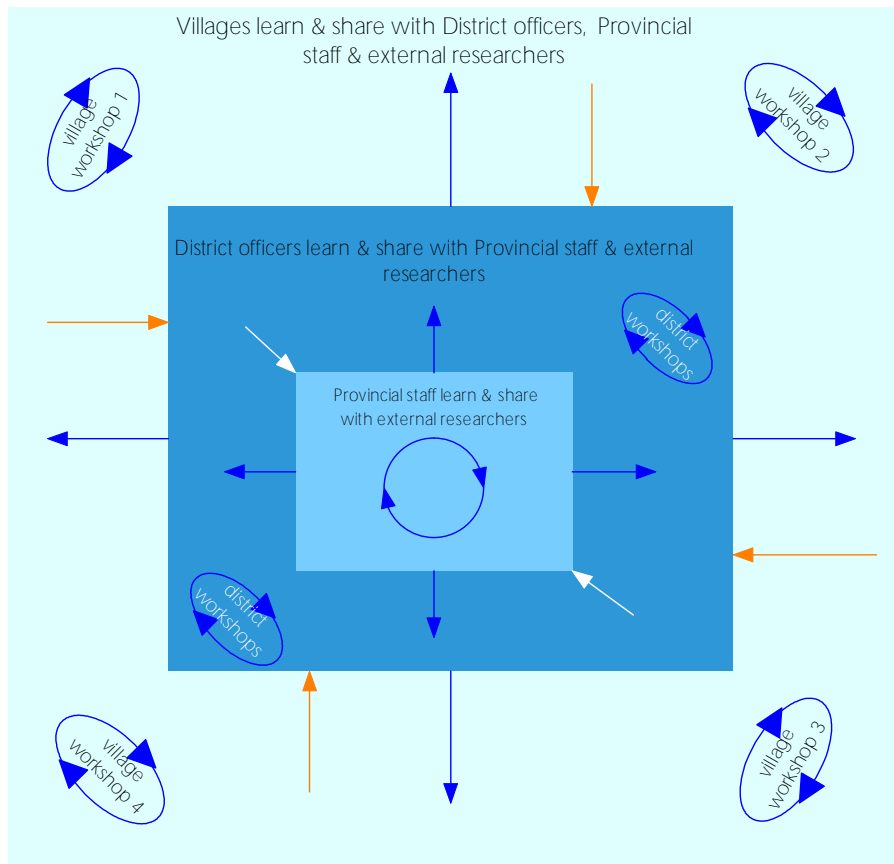 Villages learn & share with District officers, Provincial
staff & external researchers
village
workshop 1
village
workshop 2
District officers learn & share with Provincial staff & external
researchers
district
workshops
Provincial staff learn & share
with external researchers
district
workshops
village
workshop 4
village
workshop 3